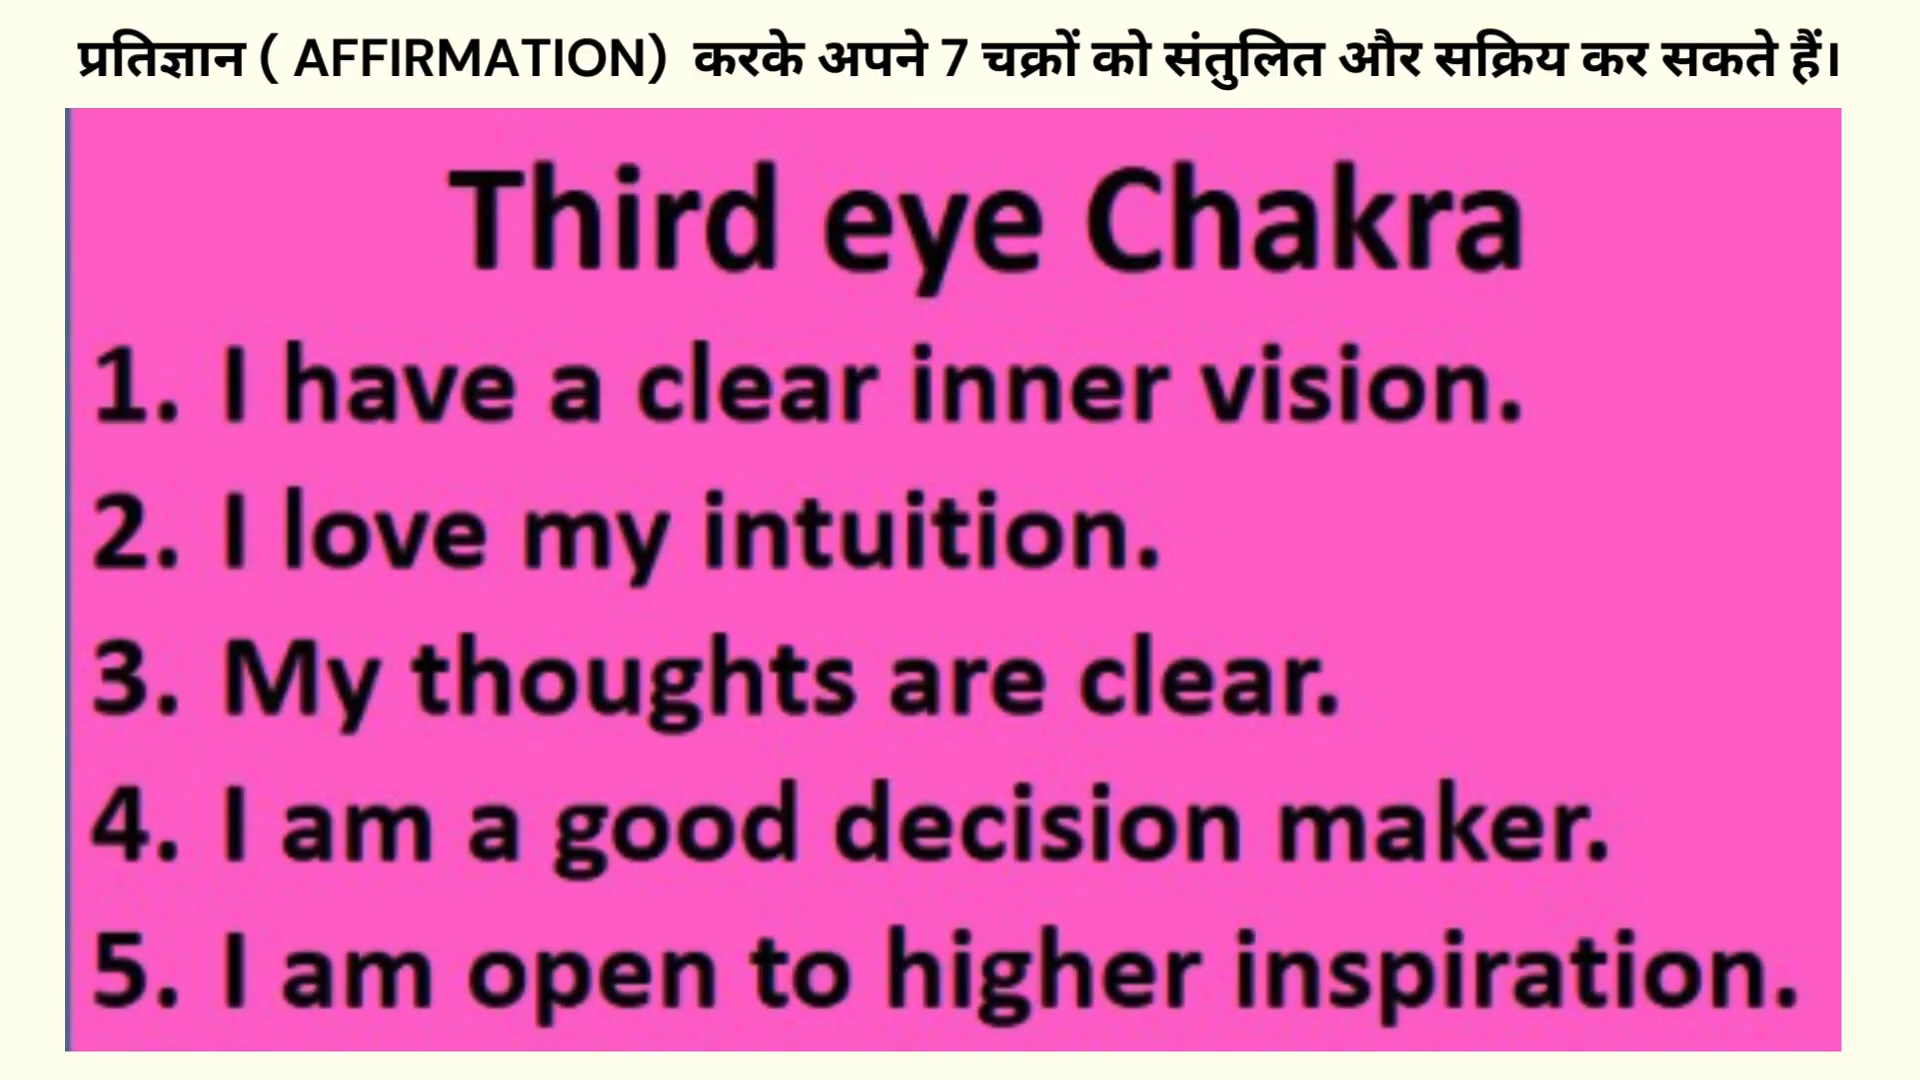 प्रतिज्ञान ( AFFIRMATION) करके अपने 7 चक्रों को संतुलित और सक्रिय कर सकते हैं।
Third eye Chakra
1. I have a clear inner vision.
2. I love my intuition.
3. My thoughts are clear.
4. I am a good decision maker.
5. I am open to higher inspiration.